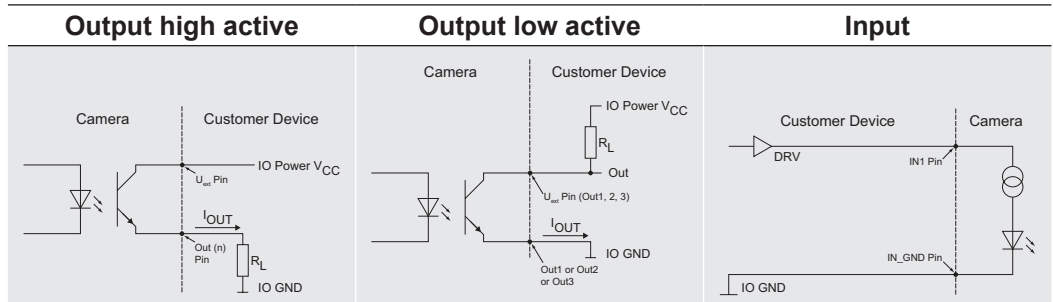 Output high active
Output low active
Input
Camera
Customer Device
IO Power VCC
Uext Pin
IOUT
Out (n)
Pin
RL
IO GND
Camera
Customer Device
IO Power VCC
RL
Out
Uext Pin (Out1, 2, 3)
IOUT
IO GND
Out1 or Out2
or Out3
Customer Device
Camera
DRV
IN1 Pin
IN_GND Pin
IO GND